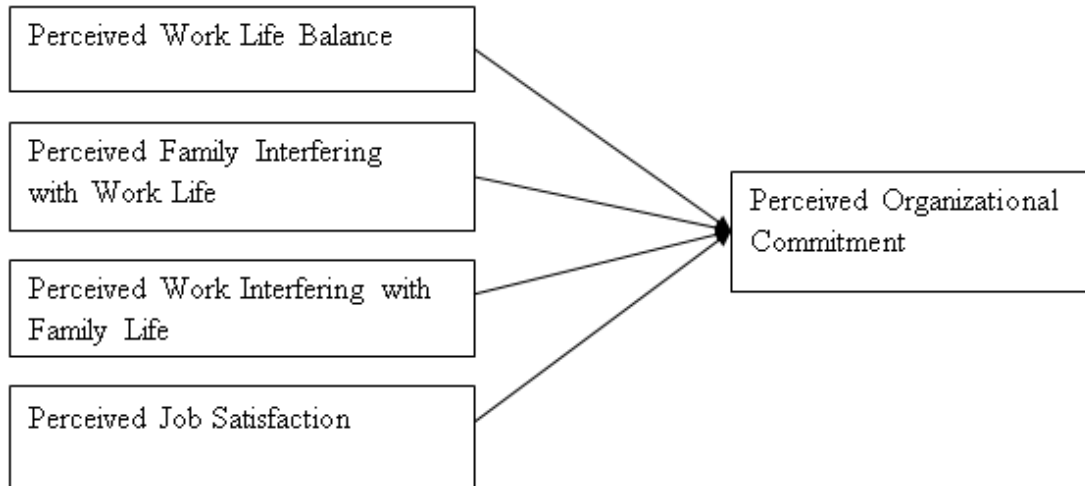 Perceived Work Life Balance
Perceived Family Interfering
with Work Life
Perceived Work Interfering with
Family Life
Perceived Job Satisfaction
Perceived Organizational
Commitment